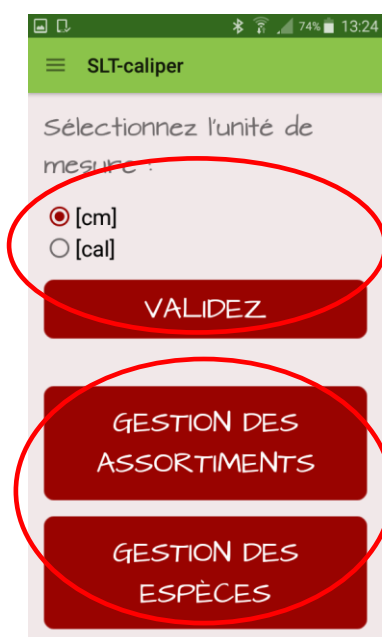 74% 13:24
SLT-caliper
Sélectionnez l'unité de
mesure :
[cm]
[cal]
VALIDEZ
GESTION DES
ASSORTIMENTS
GESTION DES
ESPÈCES